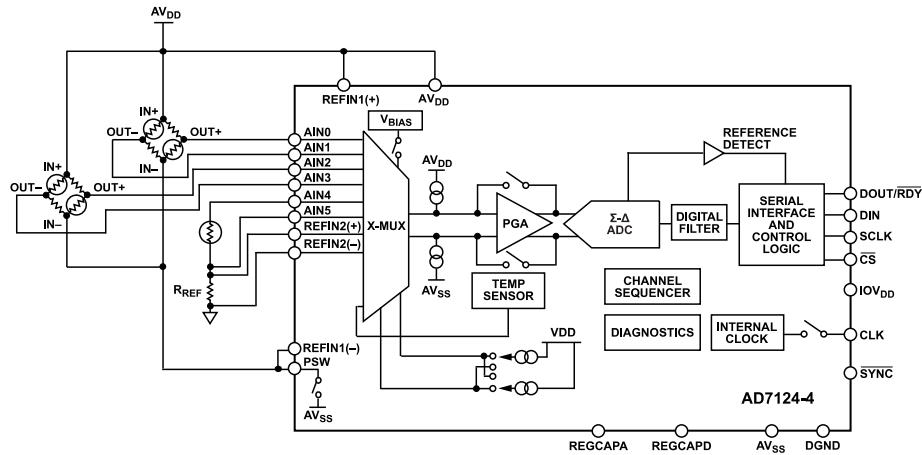 AVDD
REFIN1(+)
AVDD
IN+
OUT–
OUT+
IN–
IN+
OUT–
OUT+
IN–
RREF
AIN0
AIN1
AIN2
AIN3
AIN4
AIN5
REFIN2(+)
REFIN2(–)
REFIN1(–)
PSW
AVSS
VBIAS
X-MUX
AVDD
AVSS
PGA
TEMP
SENSOR
VDD
Σ-Δ
ADC
REFERENCE
DETECT
DIGITAL
FILTER
SERIAL
INTERFACE
AND
CONTROL
LOGIC
CHANNEL
SEQUENCER
DIAGNOSTICS
INTERNAL
CLOCK
DOUT/RDY
DIN
SCLK
CS
IOVDD
CLK
SYNC
AD7124-4
REGCAPA
REGCAPD
AVSS
DGND